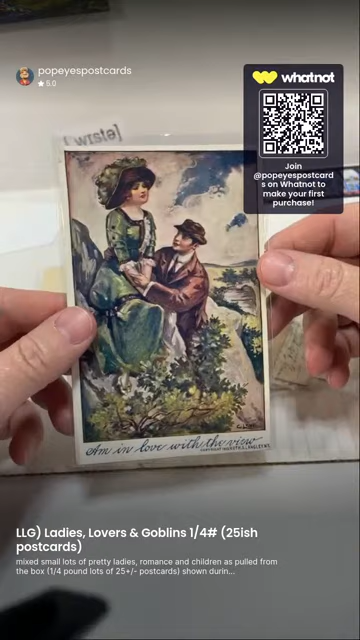 popeyespostcards
★ 5.0
whatnot
Join
@popeyespostcard
s on Whatnot to
make your first
purchase!
Am in love with the view
LLG) Ladies, Lovers & Goblins 1/4# (25ish
postcards)
mixed small lots of pretty ladies, romance and children as pulled from
the box (1/4 pound lots of 25+/- postcards) shown durin...